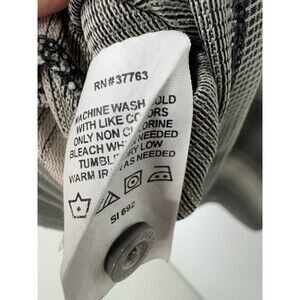 RN#37763
MACHINE WASH COLD
WITH LIKE COLORS
ONLY NON CHLORINE
BLEACH WHEN NEEDED
TUMBLE DRY LOW
WARM IRON AS NEEDED
SI 692